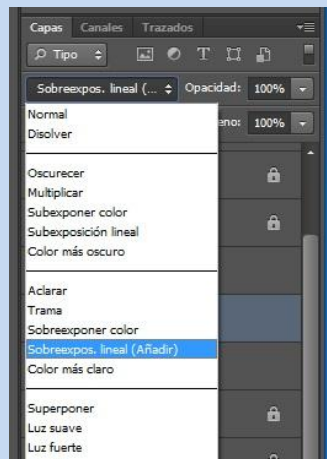 Capas Canales Trazados
Tipo
Sobreexpos. lineal (... Opacidad: 100%
Normal
Disolver
eno: 100%
Oscurecer
Multiplicar
Subexponer color
Subexposición lineal
Color más oscuro
Aclarar
Trama
Sobreexponer color
Sobreexpos. lineal (Añadir)
Color más claro
Superponer
Luz suave
Luz fuerte